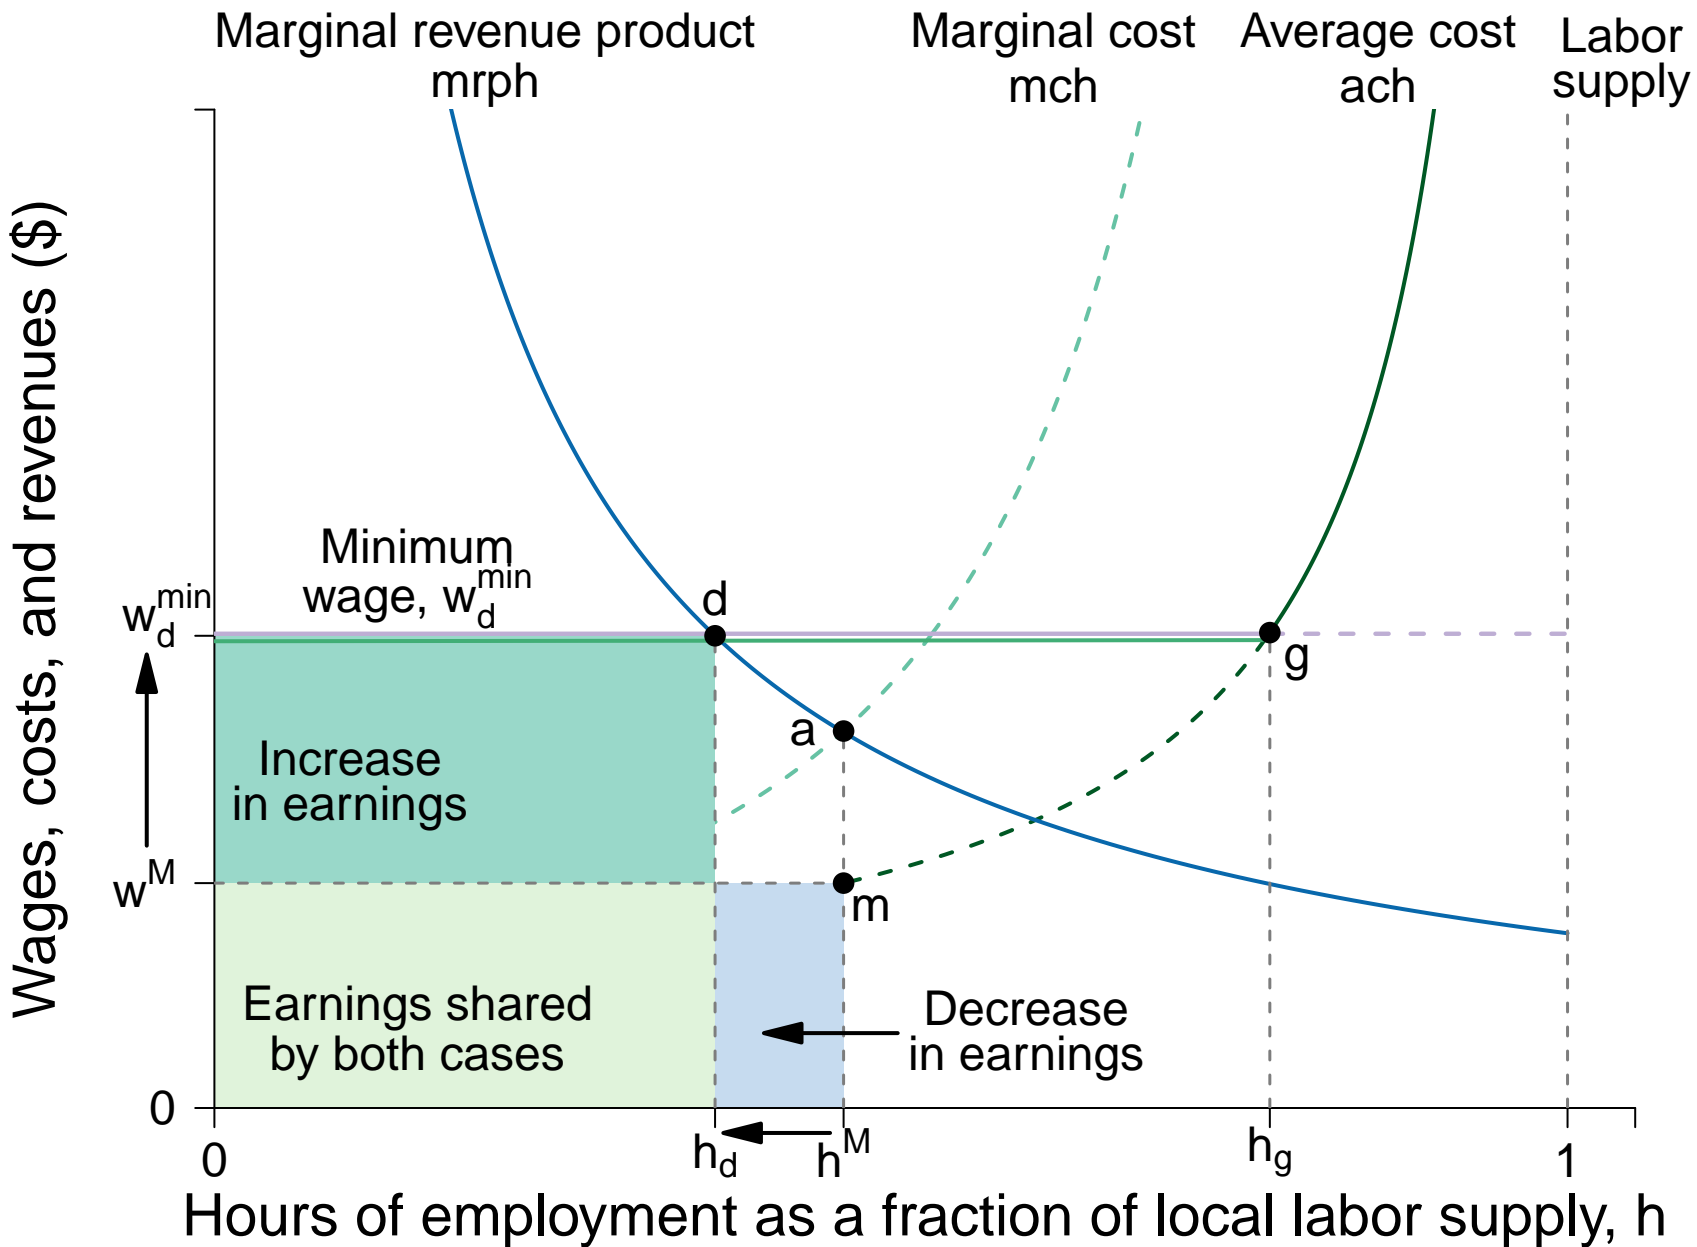 Marginal revenue product
mrph
Marginal cost
mch
Average cost
ach
Labor
supply
Wages, costs, and revenues ($)
Minimum
wage, w_d^min
w_d^min
d
g
a
Increase
in earnings
w^M
m
Earnings shared
by both cases
Decrease
in earnings
0
0
h_d
h^M
h_g
1
Hours of employment as a fraction of local labor supply, h